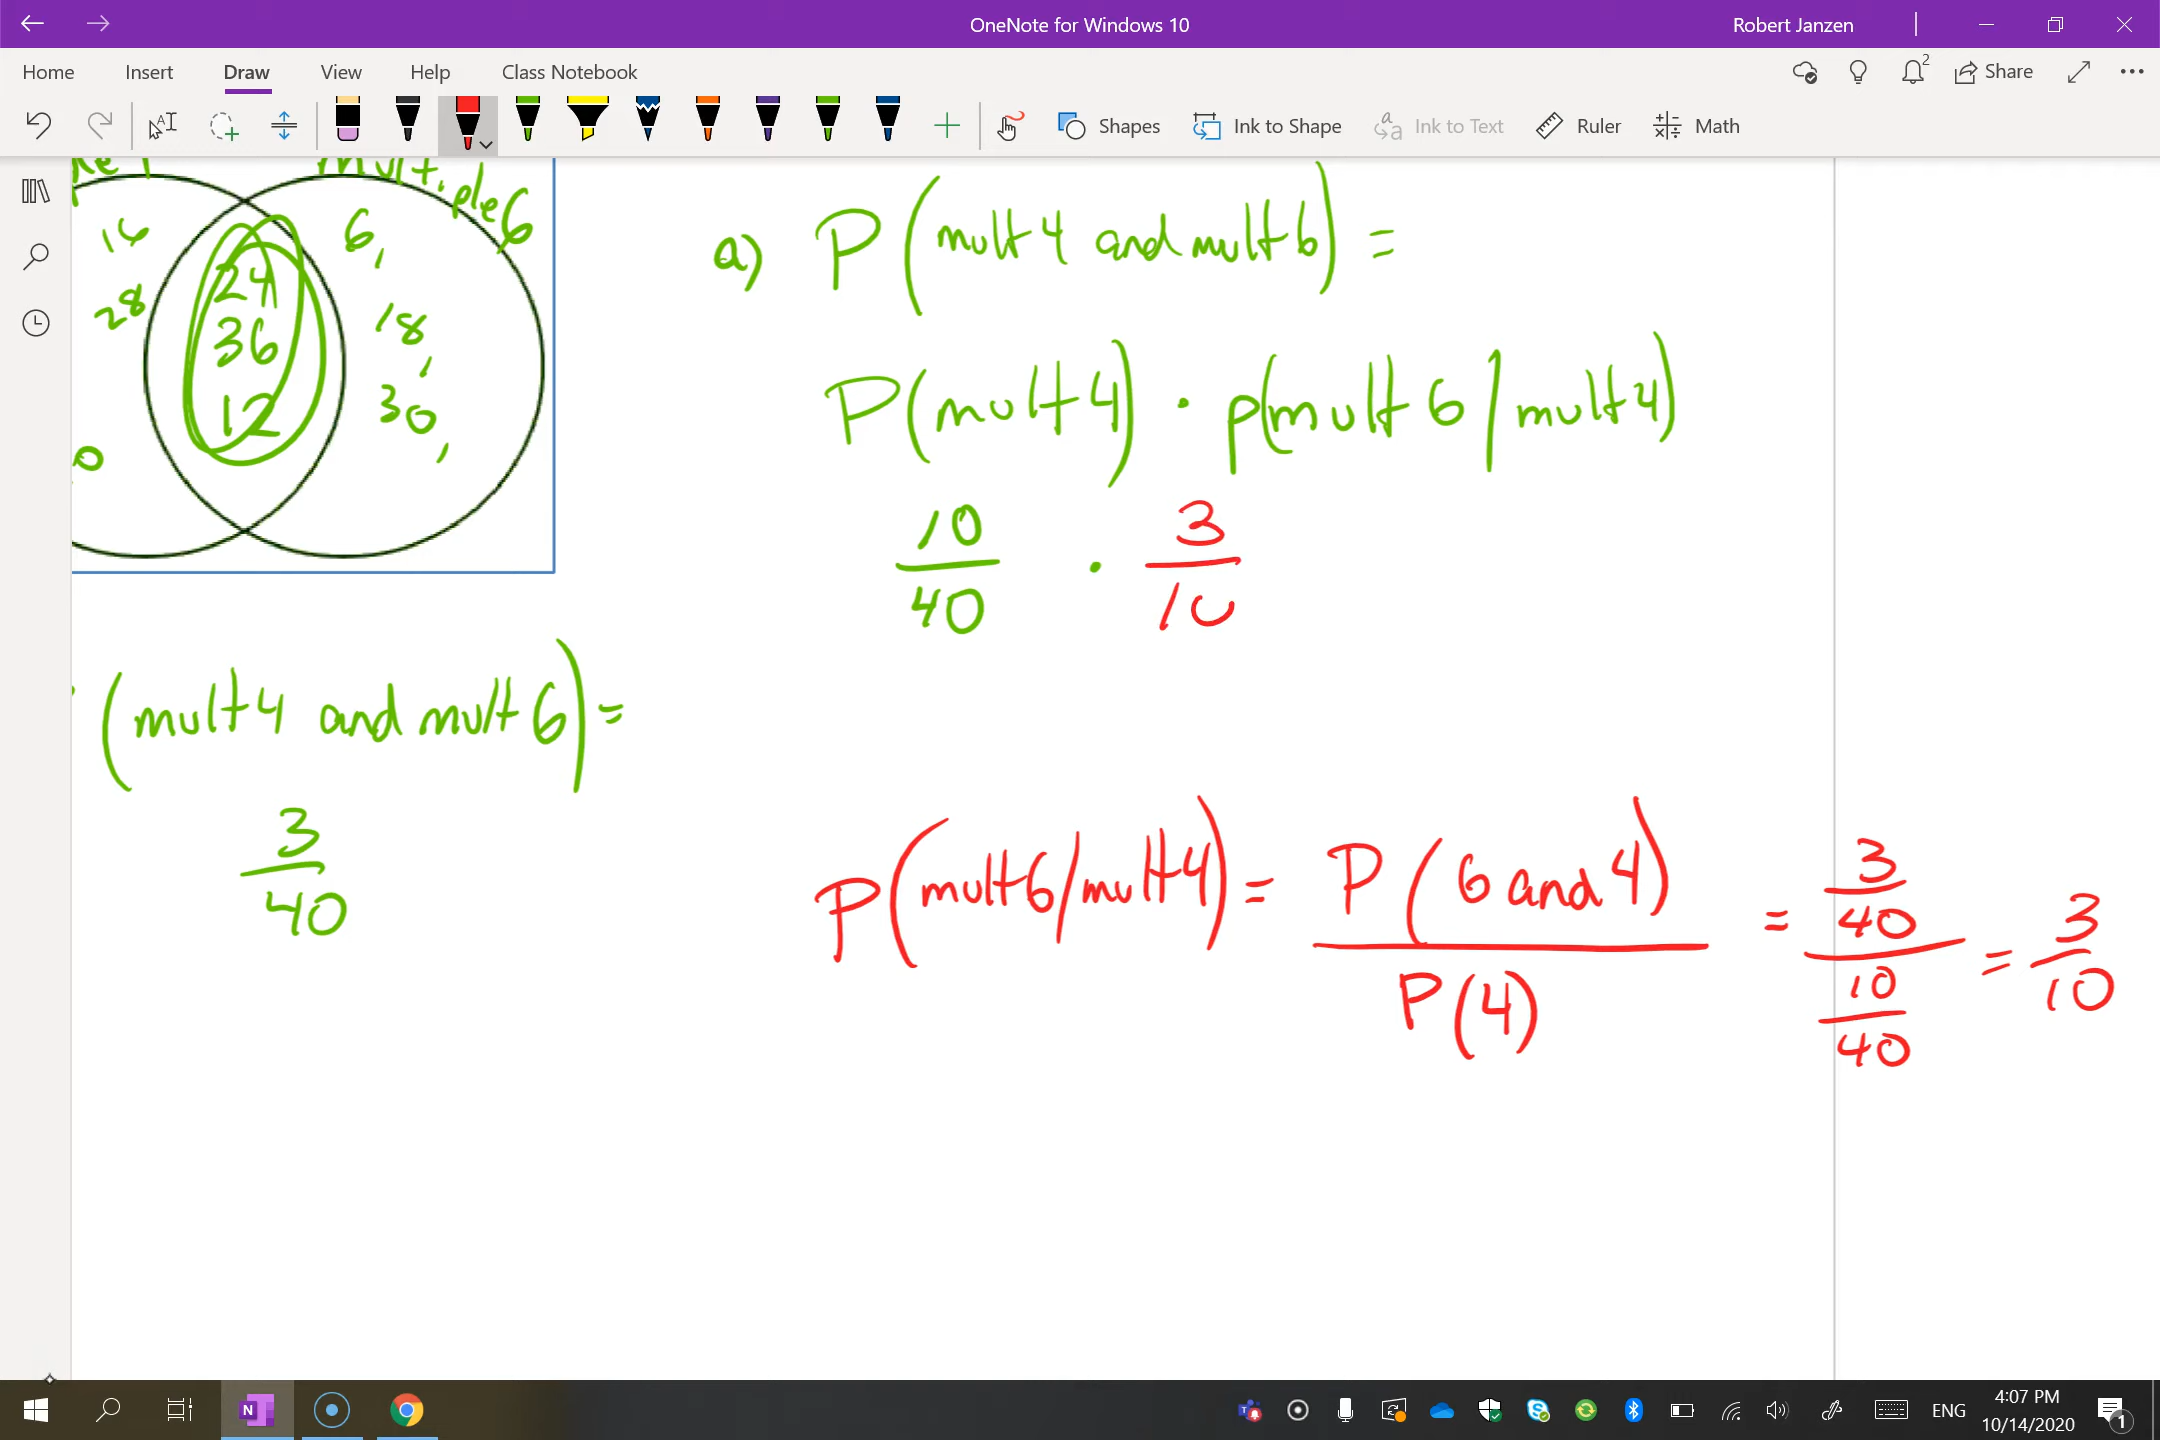 OneNote for Windows 10
Robert Janzen
Home Insert Draw View Help Class Notebook
2
Share
Shapes
Ink to Shape
Ink to Text
Ruler
Math
multiple 6
16
28
24
36
12
6,
18,
30,
a) P(mult 4 and mult 6) =
P(mult 4) · P(mult 6 / mult 4)
10/40 · 3/10
(mult 4 and mult 6) =
3/40
P(mult 6 / mult 4) = P(6 and 4)/P(4) = 3/40 / 10/40 = 3/10
ENG
4:07 PM
10/14/2020
1